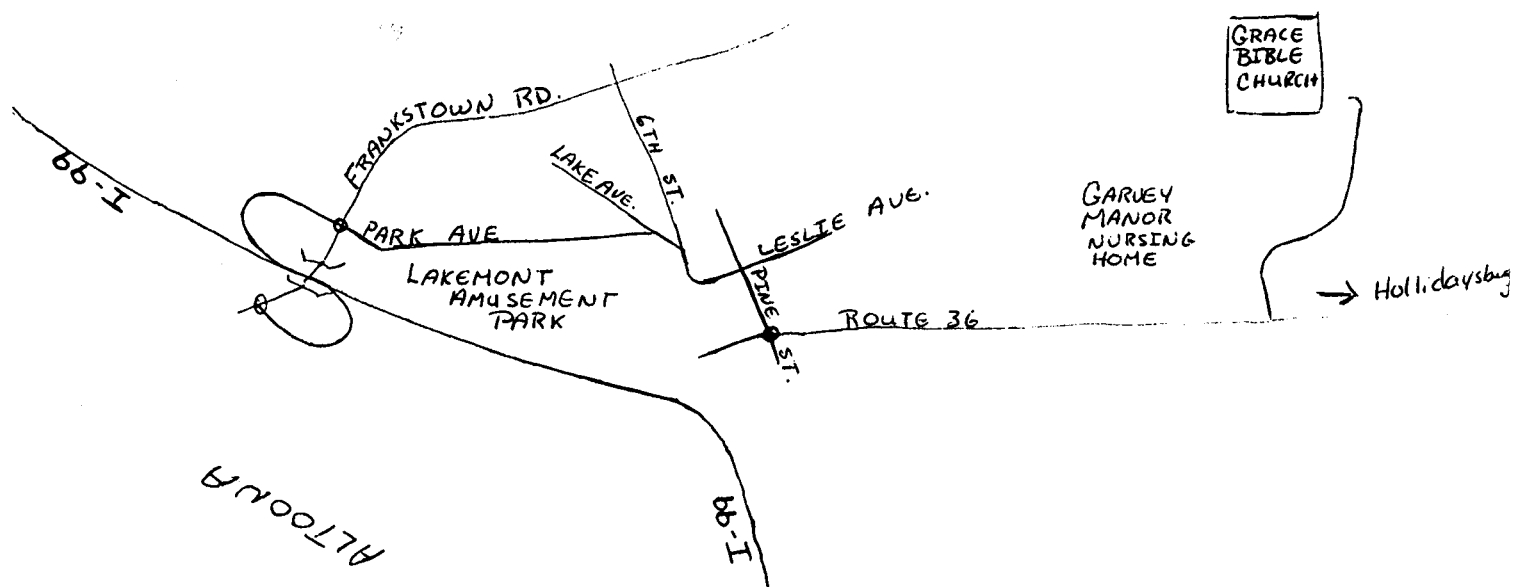 GRACE
BIBLE
CHURCH
FRANKSTOWN RD.
6TH ST.
LAKE AVE.
I-99
PARK AVE
LESLIE AVE.
GARVEY
MANOR
NURSING
HOME
LAKEMONT
AMUSEMENT
PARK
PINE ST.
ROUTE 36
→ Hollidaysbug
ALTOONA
I-99